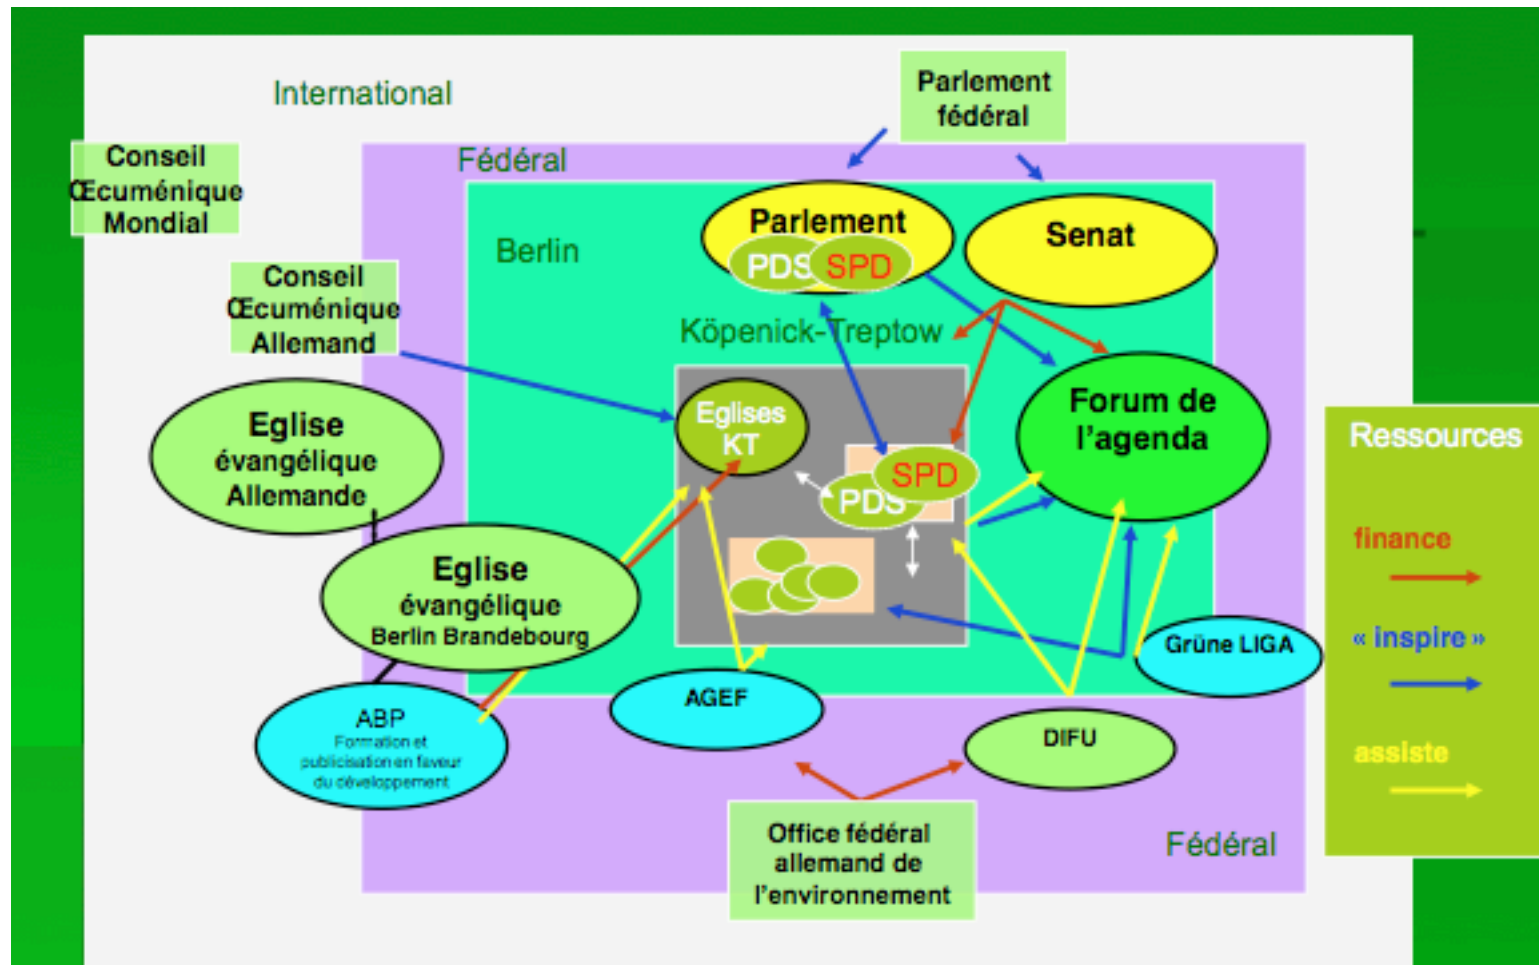 International
Parlement
fédéral
Conseil
Œcuménique
Mondial
Fédéral
Parlement
PDS SPD
Senat
Berlin
Conseil
Œcuménique
Allemand
Köpenick-Treptow
Eglises
KT
Forum de
l'agenda
Eglise
évangélique
Allemande
SPD
PDS
Ressources
finance
« inspire »
assiste
Eglise
évangélique
Berlin Brandebourg
Grüne LIGA
AGEF
ABP
Formation et
publicisation en faveur
du développement
DIFU
Office fédéral
allemand de
l'environnement
Fédéral